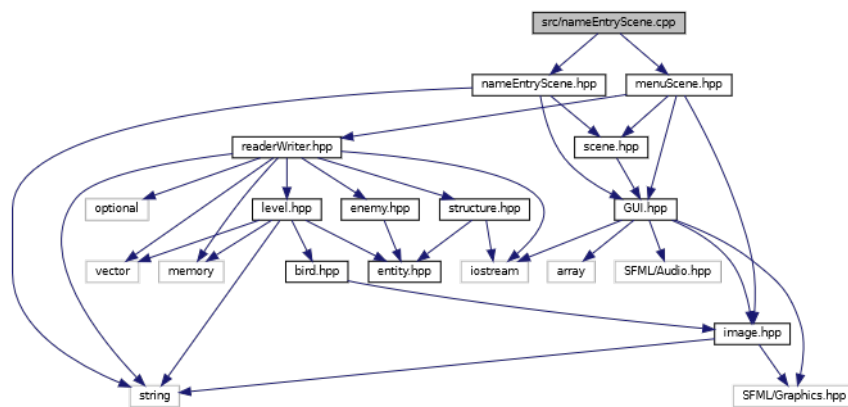 src/nameEntryScene.cpp
nameEntryScene.hpp
menuScene.hpp
readerWriter.hpp
scene.hpp
optional
level.hpp
enemy.hpp
structure.hpp
GUI.hpp
vector
memory
bird.hpp
entity.hpp
iostream
array
SFML/Audio.hpp
image.hpp
string
SFML/Graphics.hpp